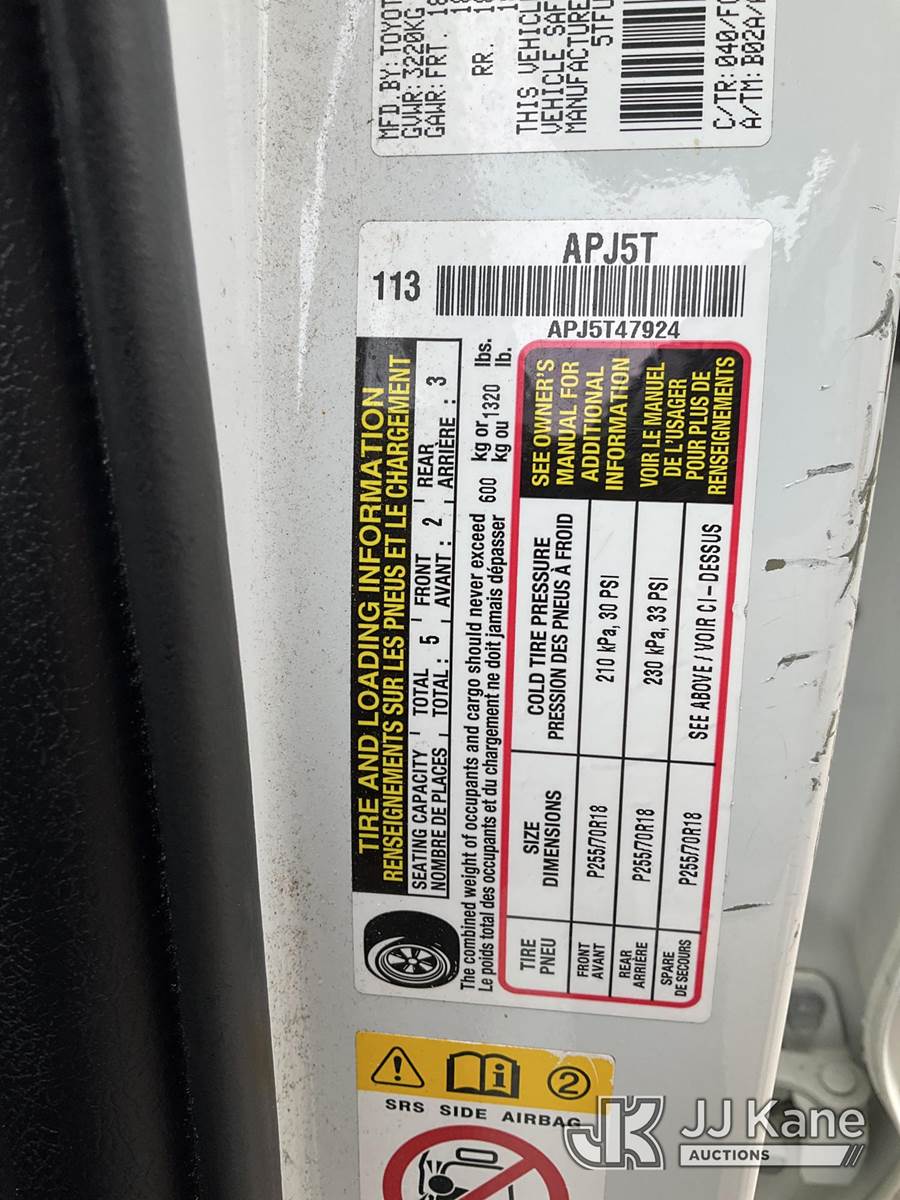 MFD.BY:TOYOT
GVWR:3220KG
GAWR:FRT. 18
RR.
THIS VEHICL
VEHICLE SAF
MANUFACTURE
5TFU
C/TR:040/F
A/TM:B02A/A
APJ5T
113
APJ5T47924
TIRE AND LOADING INFORMATION
RENSEIGNEMENTS SUR LES PNEUS ET LE CHARGEMENT
SEATING CAPACITY TOTAL 5 FRONT 2 REAR 3
NOMBRE DE PLACES TOTAL: AVANT: ARRIÈRE :
The combined weight of occupants and cargo should never exceed 600 kg or 1320 lbs.
Le poids total des occupants et du chargement ne doit jamais dépasser kg ou lb.
TIRE SIZE COLD TIRE PRESSURE
PNEU DIMENSIONS PRESSION DES PNEUS À FROID
FRONT
AVANT P255/70R18 210 kPa, 30 PSI
REAR
ARRIÈRE P255/70R18 230 kPa, 33 PSI
SPARE
DE SECOURS P255/70R18 SEE ABOVE / VOIR CI-DESSUS
SEE OWNER'S
MANUAL FOR
ADDITIONAL
INFORMATION
VOIR LE MANUEL
DE L'USAGER
POUR PLUS DE
RENSEIGNEMENTS
2
SRS SIDE AIRBAG
JK JJ Kane
AUCTIONS